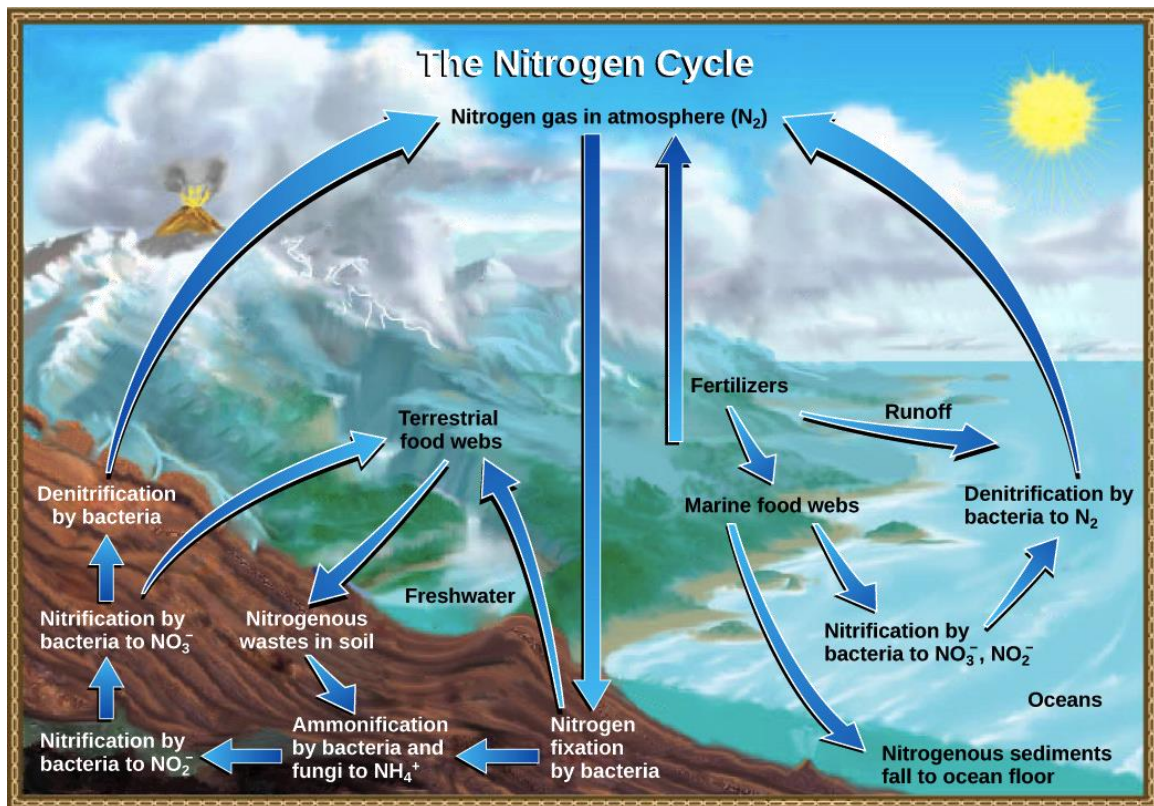 The Nitrogen Cycle
Nitrogen gas in atmosphere (N₂)
Fertilizers
Runoff
Terrestrial
food webs
Denitrification
by bacteria
Marine food webs
Denitrification by
bacteria to N₂
Freshwater
Nitrification by
bacteria to NO₃⁻
Nitrogenous
wastes in soil
Nitrification by
bacteria to NO₃⁻, NO₂⁻
Oceans
Nitrification by
bacteria to NO₂⁻
Ammonification
by bacteria and
fungi to NH₄⁺
Nitrogen
fixation
by bacteria
Nitrogenous sediments
fall to ocean floor